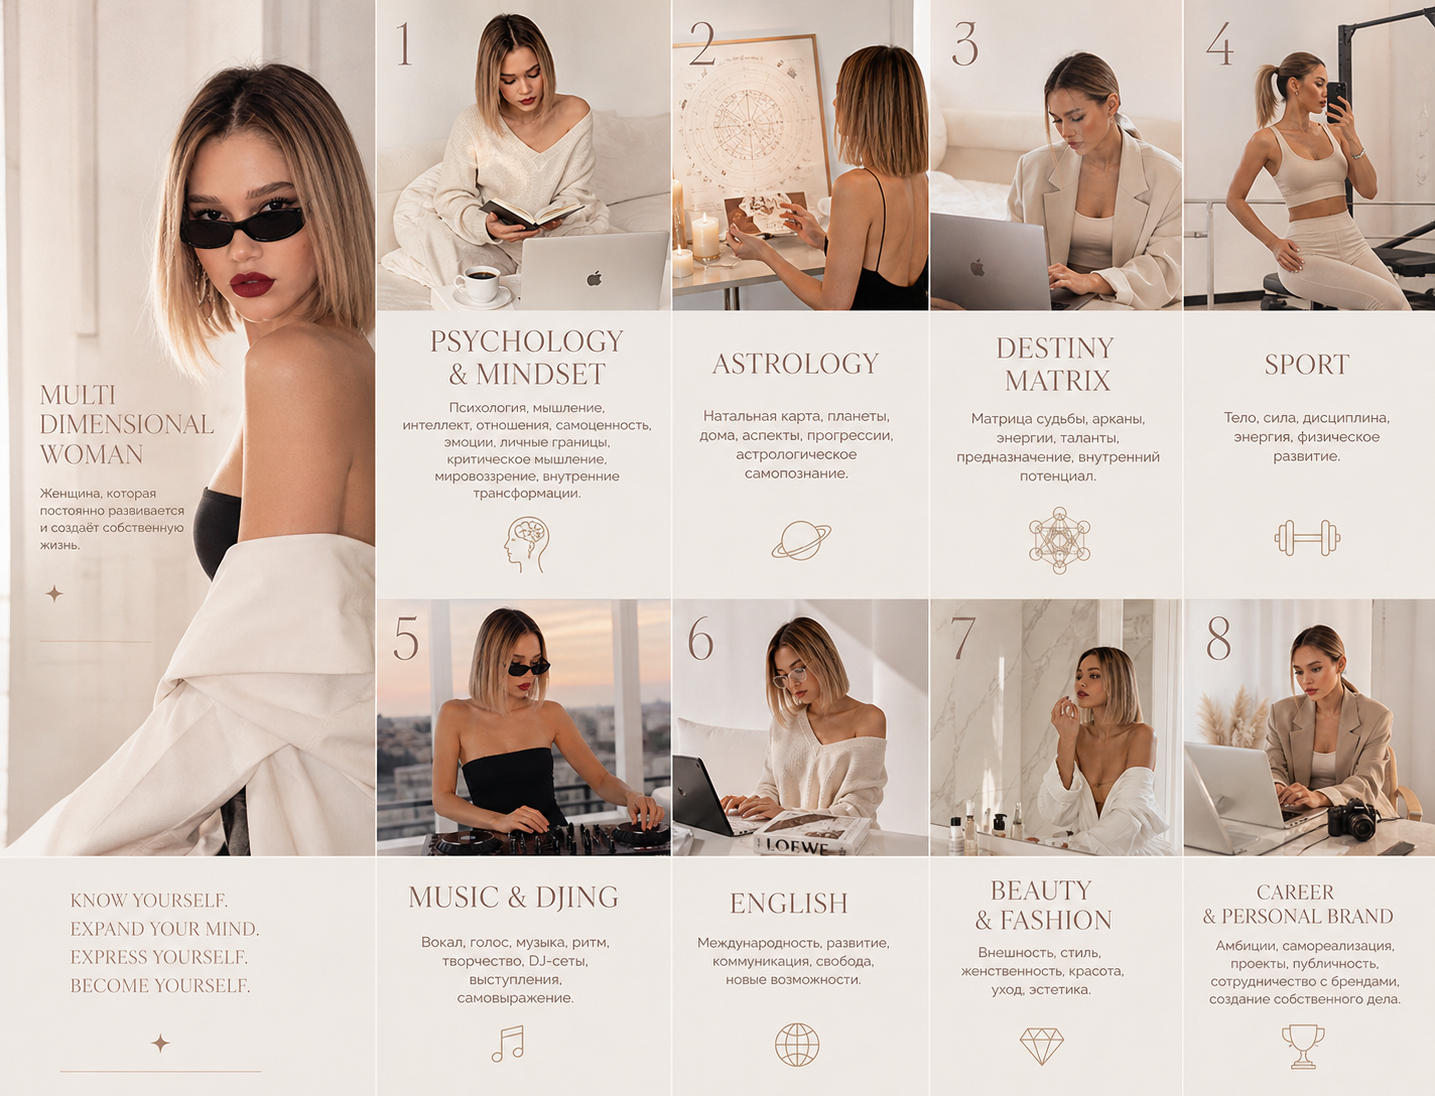 MULTI
DIMENSIONAL
WOMAN
Женщина, которая
постоянно развивается
и создаёт собственную
жизнь.
KNOW YOURSELF.
EXPAND YOUR MIND.
EXPRESS YOURSELF.
BECOME YOURSELF.
1
PSYCHOLOGY
& MINDSET
Психология, мышление,
интеллект, отношения, самоценность,
эмоции, личные границы,
критическое мышление,
мировоззрение, внутренние
трансформации.
2
ASTROLOGY
Натальная карта, планеты,
дома, аспекты, прогрессии,
астрологическое
самопознание.
3
DESTINY
MATRIX
Матрица судьбы, арканы,
энергии, таланты,
предназначение, внутренний
потенциал.
4
SPORT
Тело, сила, дисциплина,
энергия, физическое
развитие.
5
MUSIC & DJING
Вокал, голос, музыка, ритм,
творчество, DJ-сеты,
выступления,
самовыражение.
6
LOEWE
ENGLISH
Международность, развитие,
коммуникация, свобода,
новые возможности.
7
BEAUTY
& FASHION
Внешность, стиль,
женственность, красота,
уход, эстетика.
8
CAREER
& PERSONAL BRAND
Амбиции, самореализация,
проекты, публичность,
сотрудничество с брендами,
создание собственного дела.